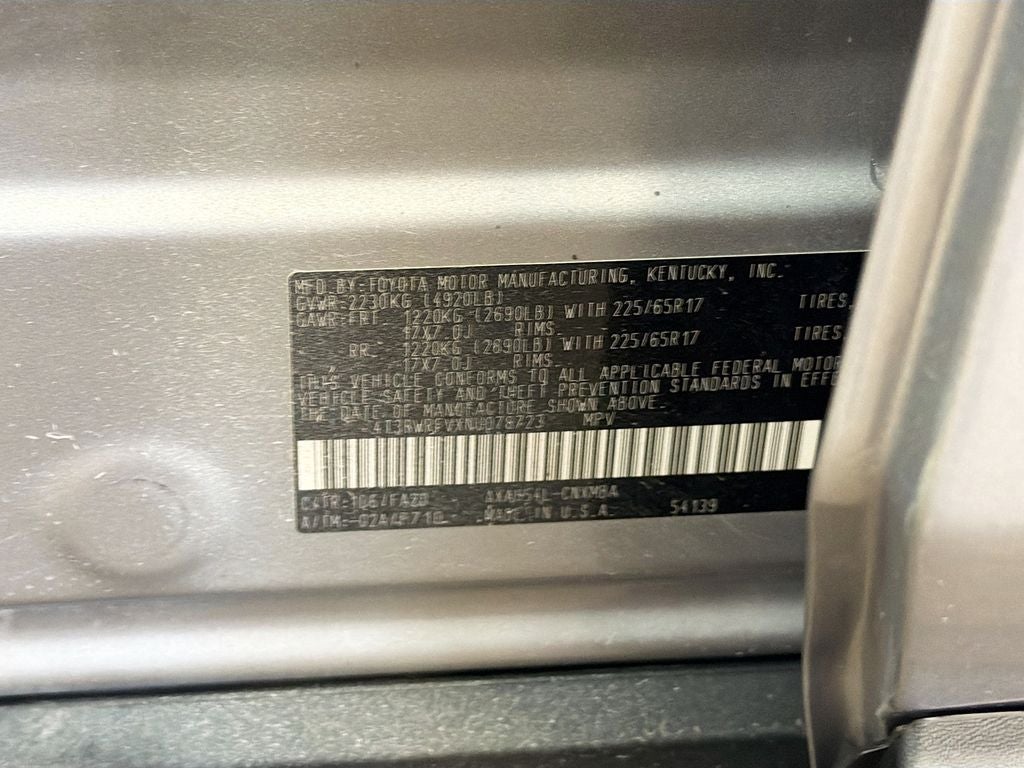 MFD. BY-TOYOTA MOTOR MANUFACTURING, KENTUCKY, INC.
GVWR-2230KG (4920LB)
GAWR-FRT 1220KG (2690LB) WITH 225/65R17 TIRES,
17X7.0J RIMS
RR 1220KG (2690LB) WITH 225/65R17 TIRES
17X7.0J RIMS
THIS VEHICLE CONFORMS TO ALL APPLICABLE FEDERAL MOTOR
VEHICLE SAFETY AND THEFT PREVENTION STANDARDS IN EFFE
THE DATE OF MANUFACTURE SHOWN ABOVE.
MPV
C/TR- /FA20
A/TM- MADE IN U.S.A. 54139